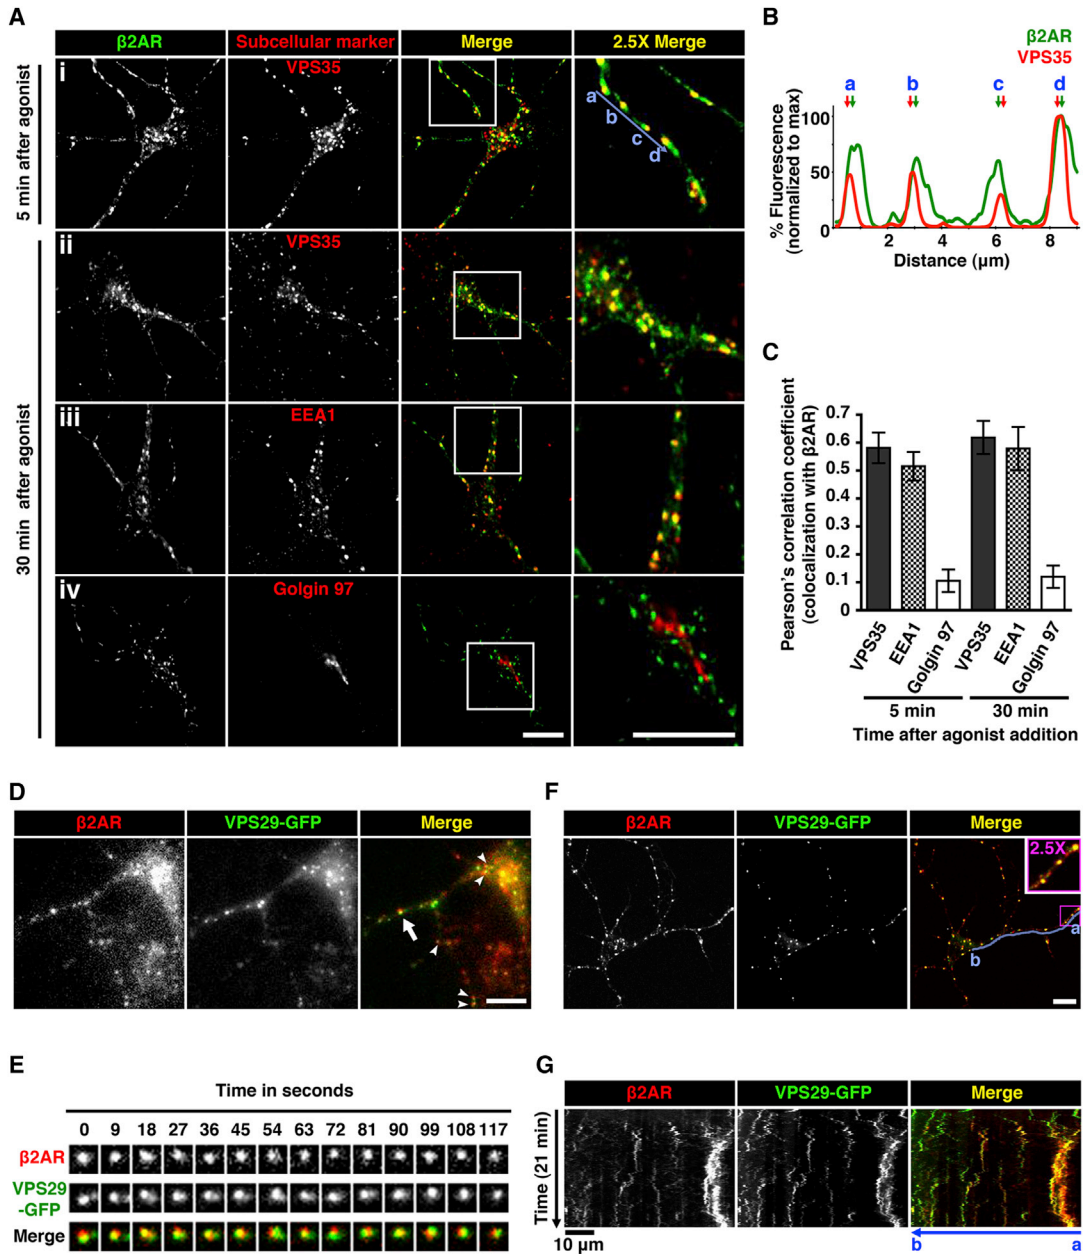 A
β2AR Subcellular marker Merge 2.5X Merge
5 min after agonist
i VPS35
a
b
c
d
30 min after agonist
ii VPS35
iii EEA1
iv Golgin 97
B
β2AR
VPS35
a b c d
% Fluorescence
(normalized to max)
100
50
0
2 4 6 8
Distance (μm)
C
Pearson's correlation coefficient
(colocalization with β2AR)
0.7
0.6
0.5
0.4
0.3
0.2
0.1
0
VPS35 EEA1 Golgin 97 VPS35 EEA1 Golgin 97
5 min 30 min
Time after agonist addition
D
β2AR VPS29-GFP Merge
F
β2AR VPS29-GFP Merge
2.5X
a
b
E
Time in seconds
0 9 18 27 36 45 54 63 72 81 90 99 108 117
β2AR
VPS29
-GFP
Merge
G
β2AR VPS29-GFP Merge
Time (21 min)
10 μm
b a